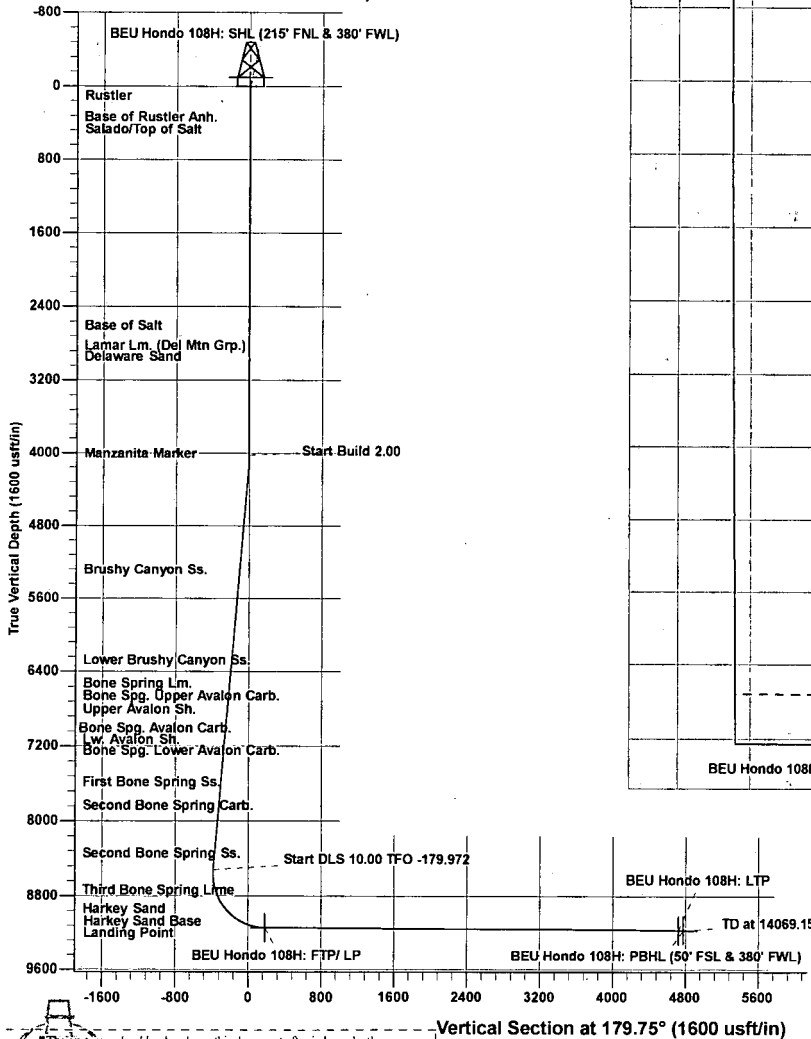 BEU Hondo 108H: SHL (215' FNL & 380' FWL)
-800
0
800
1600
2400
3200
4000
4800
5600
6400
7200
8000
8800
9600
True Vertical Depth (1600 usft/in)
Rustler
Base of Rustler Anh.
Salado/Top of Salt
Base of Salt
Lamar Lm. (Del Mtn Grp.)
Delaware Sand
Manzanita Marker
Start Build 2.00
Brushy Canyon Ss.
Lower Brushy Canyon Ss.
Bone Spring Lm.
Bone Spg. Upper Avalon Carb.
Upper Avalon Sh.
Bone Spg. Avalon Carb.
Lw. Avalon Sh.
Bone Spg. Lower Avalon Carb.
First Bone Spring Ss.
Second Bone Spring Carb.
Second Bone Spring Ss.
Start DLS 10.00 TFO -179.972
Third Bone Spring Lime
Harkey Sand
Harkey Sand Base
Landing Point
BEU Hondo 108H: FTP/ LP
BEU Hondo 108H: LTP
TD at 14069.15
BEU Hondo 108H: PBHL (50' FSL & 380' FWL)
BEU Hondo 108
-1600 -800 0 800 1600 2400 3200 4000 4800 5600
Vertical Section at 179.75° (1600 usft/in)